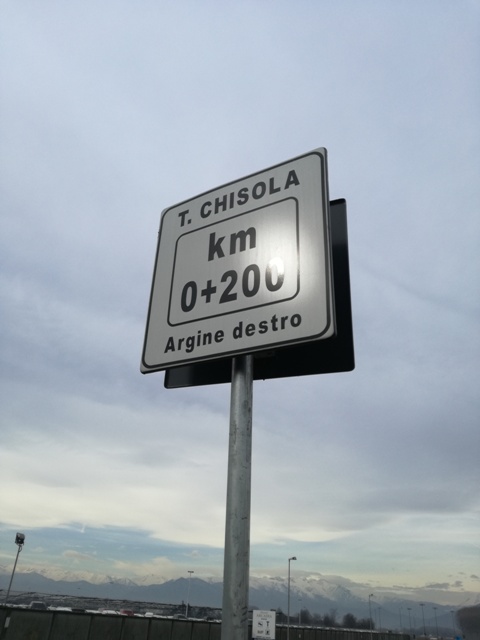 T. CHISOLA
km
0+200
Argine destro